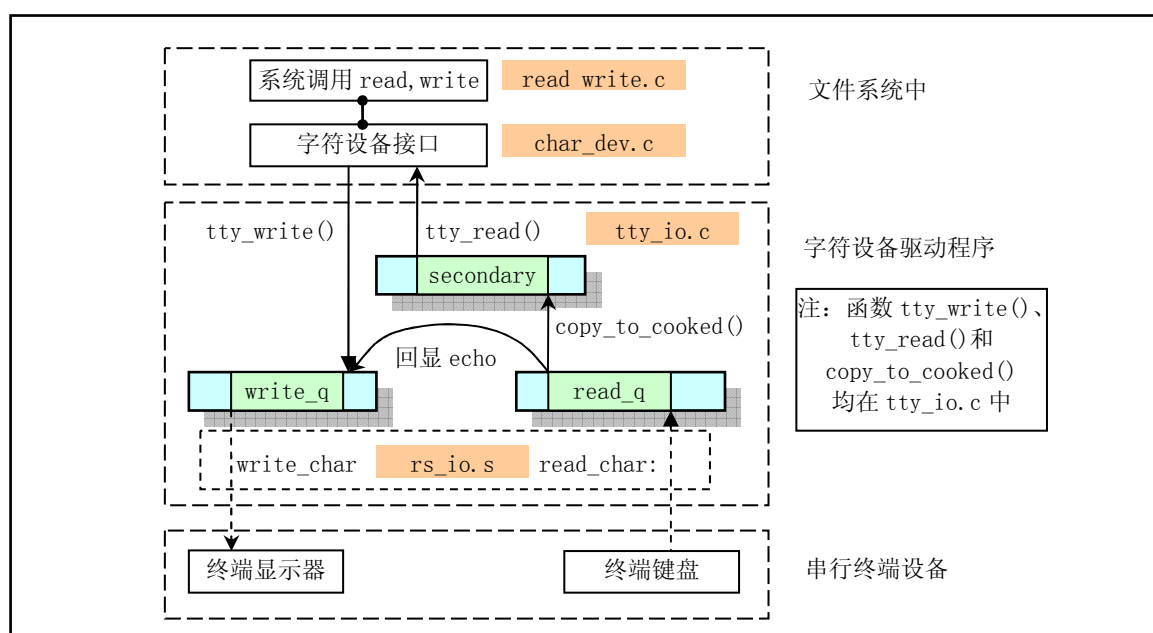 系统调用 read,write
read write.c
文件系统中
字符设备接口
char_dev.c
tty_write()
tty_read()
tty_io.c
字符设备驱动程序
secondary
copy_to_cooked()
回显 echo
write_q
read_q
注：函数 tty_write()、
tty_read()和
copy_to_cooked()
均在 tty_io.c 中
write_char
rs_io.s
read_char:
终端显示器
终端键盘
串行终端设备